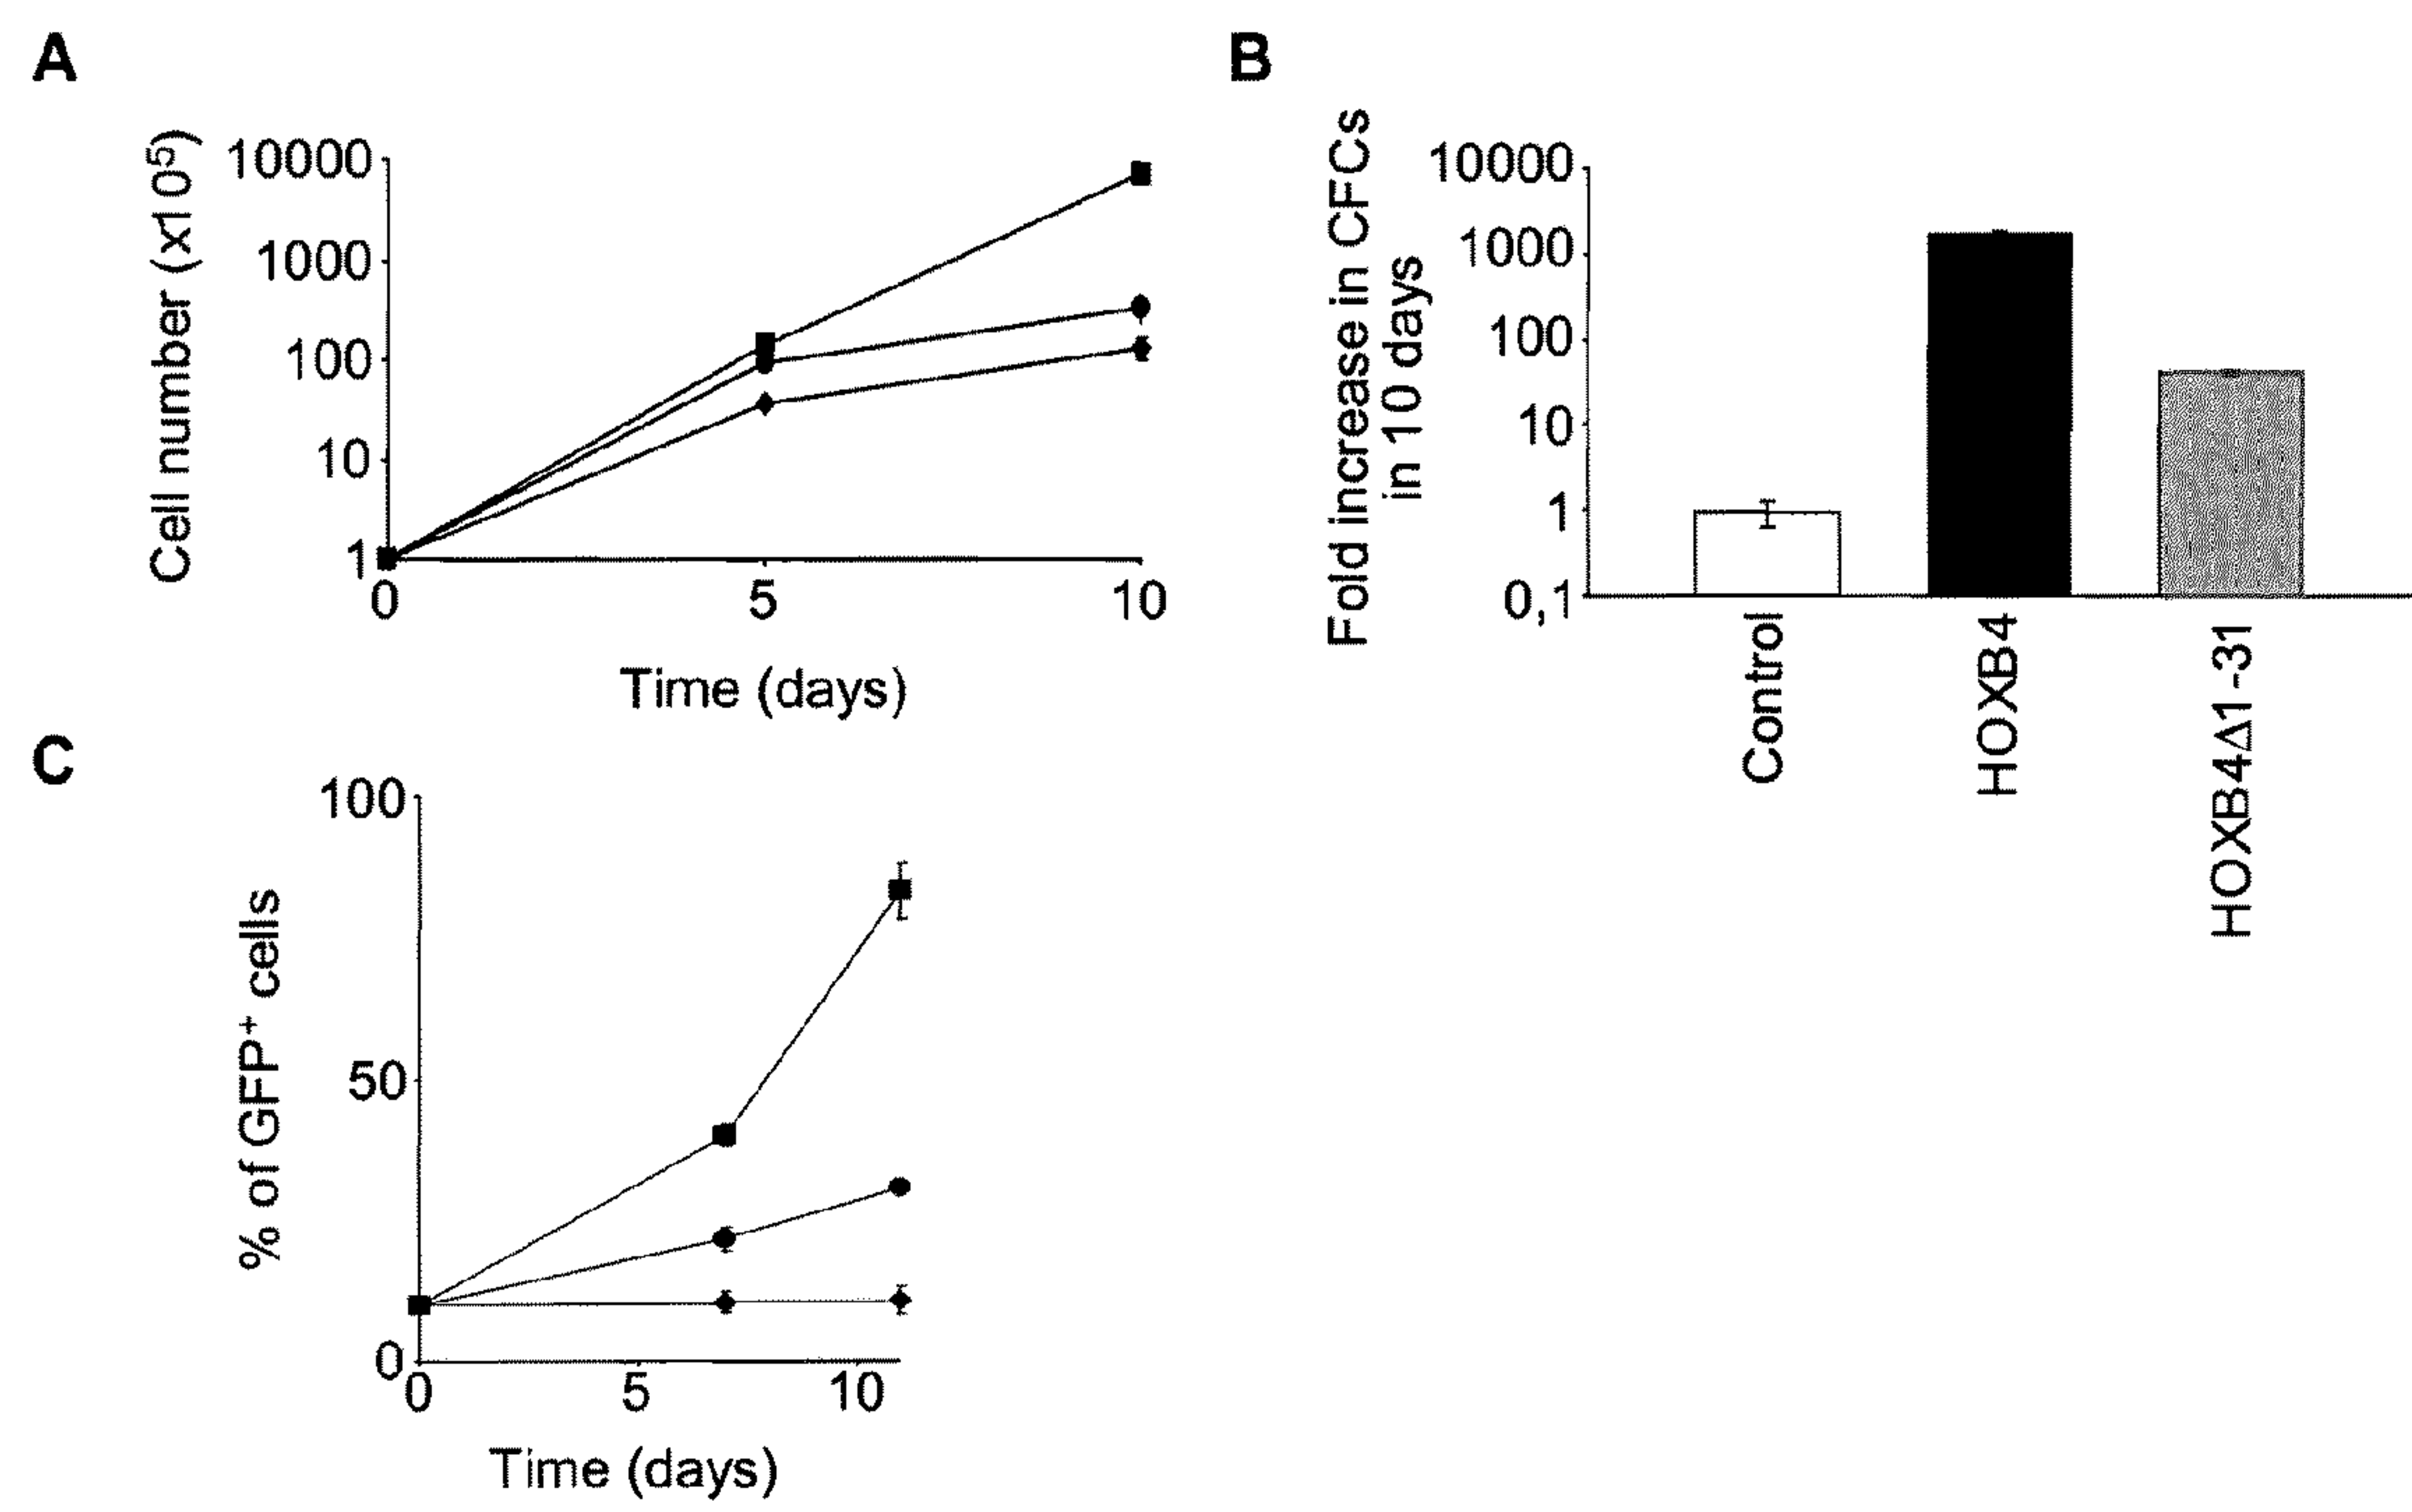 A
Cell number (x10⁵)
10000
1000
100
10
1
0
5
10
Time (days)
B
Fold increase in CFCs
in 10 days
10000
1000
100
10
1
0,1
Control
HOXB4
HOXB4Δ1-31
C
% of GFP⁺ cells
100
50
0
0
5
10
Time (days)